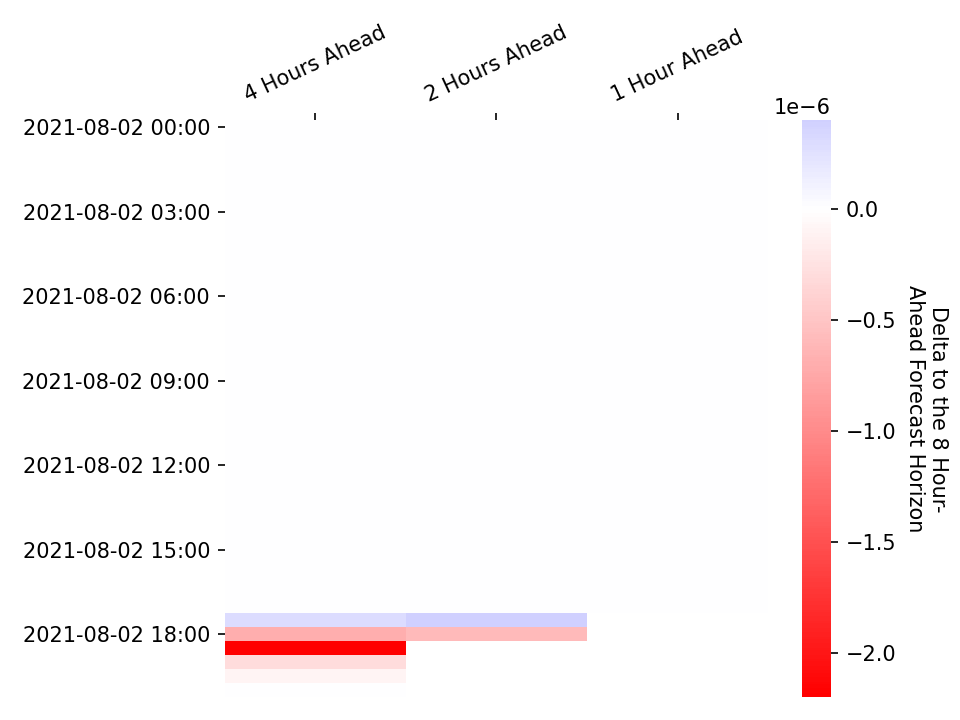 4 Hours Ahead
2 Hours Ahead
1 Hour Ahead
1e−6
2021-08-02 00:00
2021-08-02 03:00
2021-08-02 06:00
2021-08-02 09:00
2021-08-02 12:00
2021-08-02 15:00
2021-08-02 18:00
0.0
−0.5
−1.0
−1.5
−2.0
Delta to the 8 Hour-
Ahead Forecast Horizon